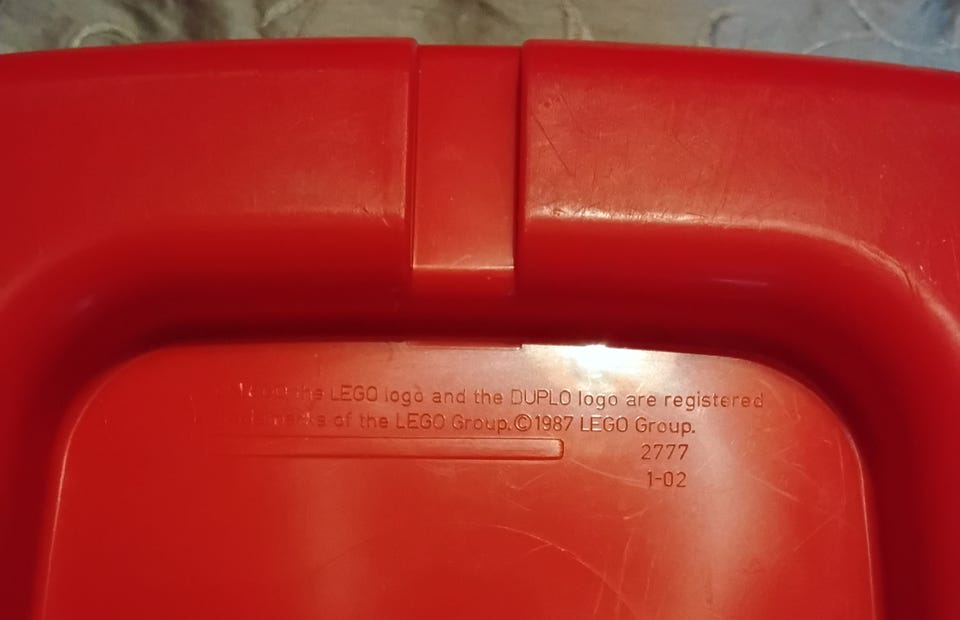 the LEGO logo and the DUPLO logo are registered
of the LEGO Group.©1987 LEGO Group.
2777
1-02